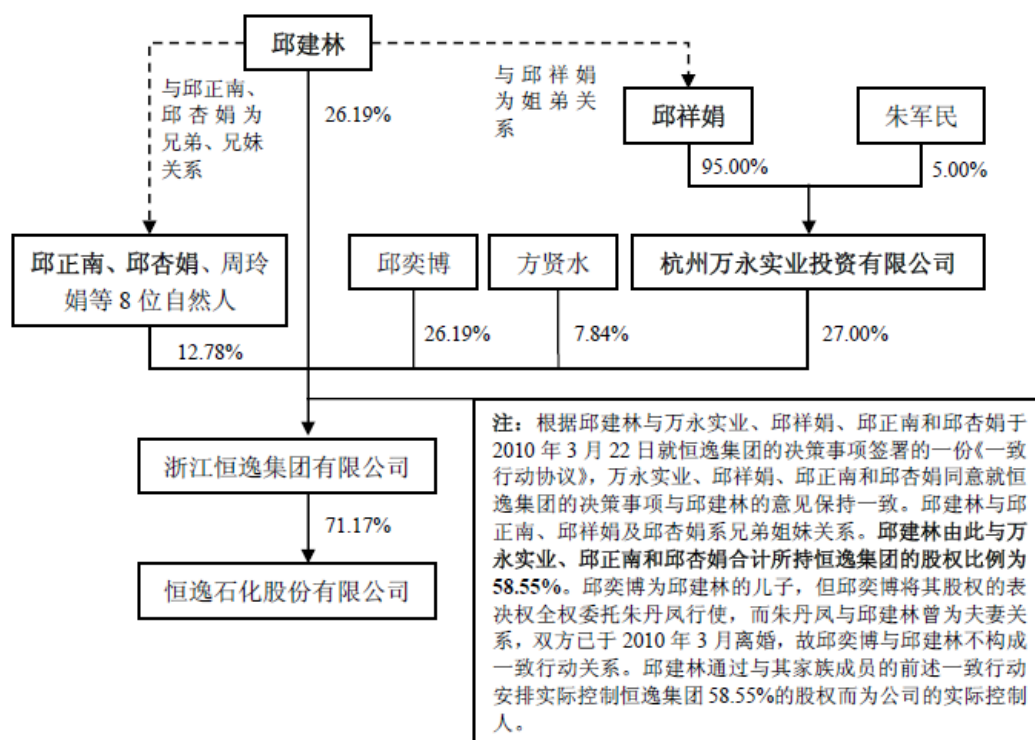 邱建林
与邱正南、
邱杏娟为
兄弟、兄妹
关系
26.19%
与邱祥娟
为姐弟关
系
邱祥娟
朱军民
95.00%
5.00%
邱正南、邱杏娟、周玲
娟等8位自然人
邱奕博
方贤水
杭州万永实业投资有限公司
12.78%
26.19%
7.84%
27.00%
浙江恒逸集团有限公司
71.17%
恒逸石化股份有限公司
注：根据邱建林与万永实业、邱祥娟、邱正南和邱杏娟于
2010年3月22日就恒逸集团的决策事项签署的一份《一致
行动协议》，万永实业、邱祥娟、邱正南和邱杏娟同意就恒
逸集团的决策事项与邱建林的意见保持一致。邱建林与邱
正南、邱祥娟及邱杏娟系兄弟姐妹关系。邱建林由此与万
永实业、邱正南和邱杏娟合计所持恒逸集团的股权比例为
58.55%。邱奕博为邱建林的儿子，但邱奕博将其股权的表
决权全权委托朱丹凤行使，而朱丹凤与邱建林曾为夫妻关
系，双方已于2010年3月离婚，故邱奕博与邱建林不构成
一致行动关系。邱建林通过与其家族成员的前述一致行动
安排实际控制恒逸集团58.55%的股权而为公司的实际控制
人。